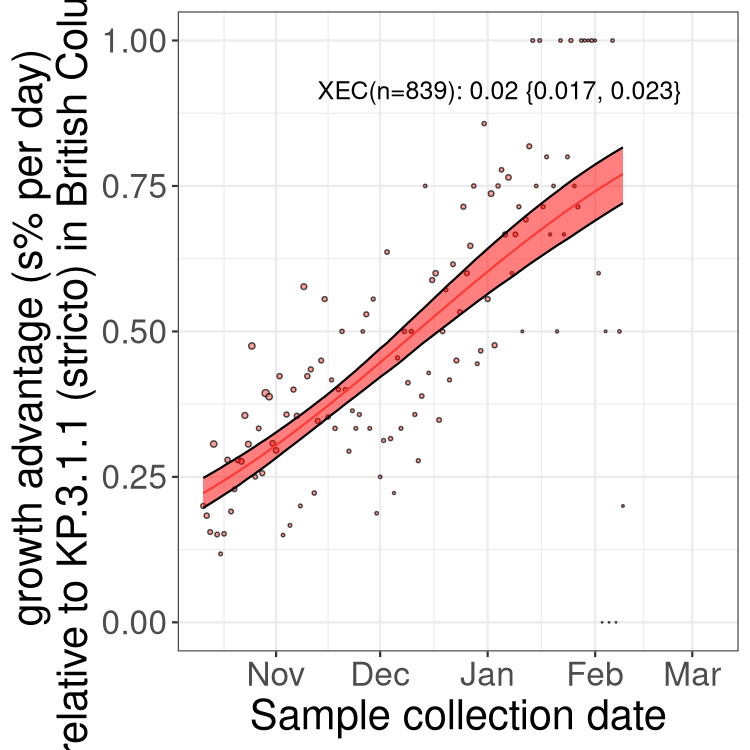 growth advantage (s% per day)
relative to KP.3.1.1 (stricto) in British Colu
1.00
0.75
0.50
0.25
0.00
XEC(n=839): 0.02 {0.017, 0.023}
Nov Dec Jan Feb Mar
Sample collection date